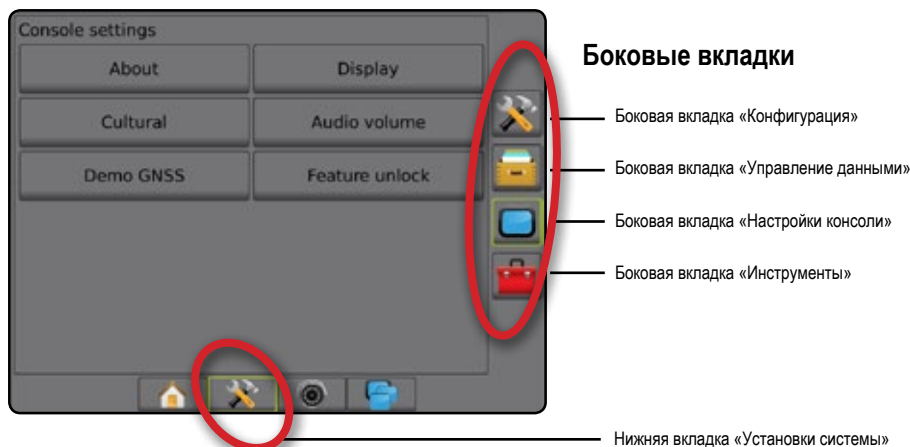 Console settings
About
Display
Cultural
Audio volume
Demo GNSS
Feature unlock
Боковые вкладки
Боковая вкладка «Конфигурация»
Боковая вкладка «Управление данными»
Боковая вкладка «Настройки консоли»
Боковая вкладка «Инструменты»
Нижняя вкладка «Установки системы»